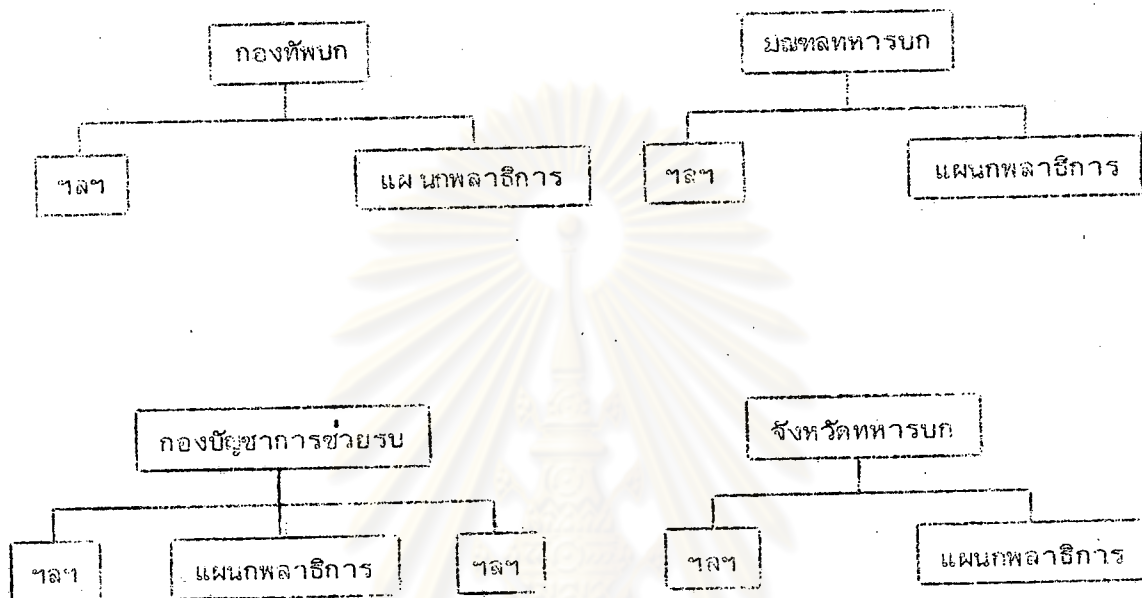 กองทัพบก
มณฑลทหารบก
ฯลฯ
แผนกพลาธิการ
ฯลฯ
แผนกพลาธิการ
กองบัญชาการช่วยรบ
จังหวัดทหารบก
ฯลฯ
แผนกพลาธิการ
ฯลฯ
ฯลฯ
แผนกพลาธิการ